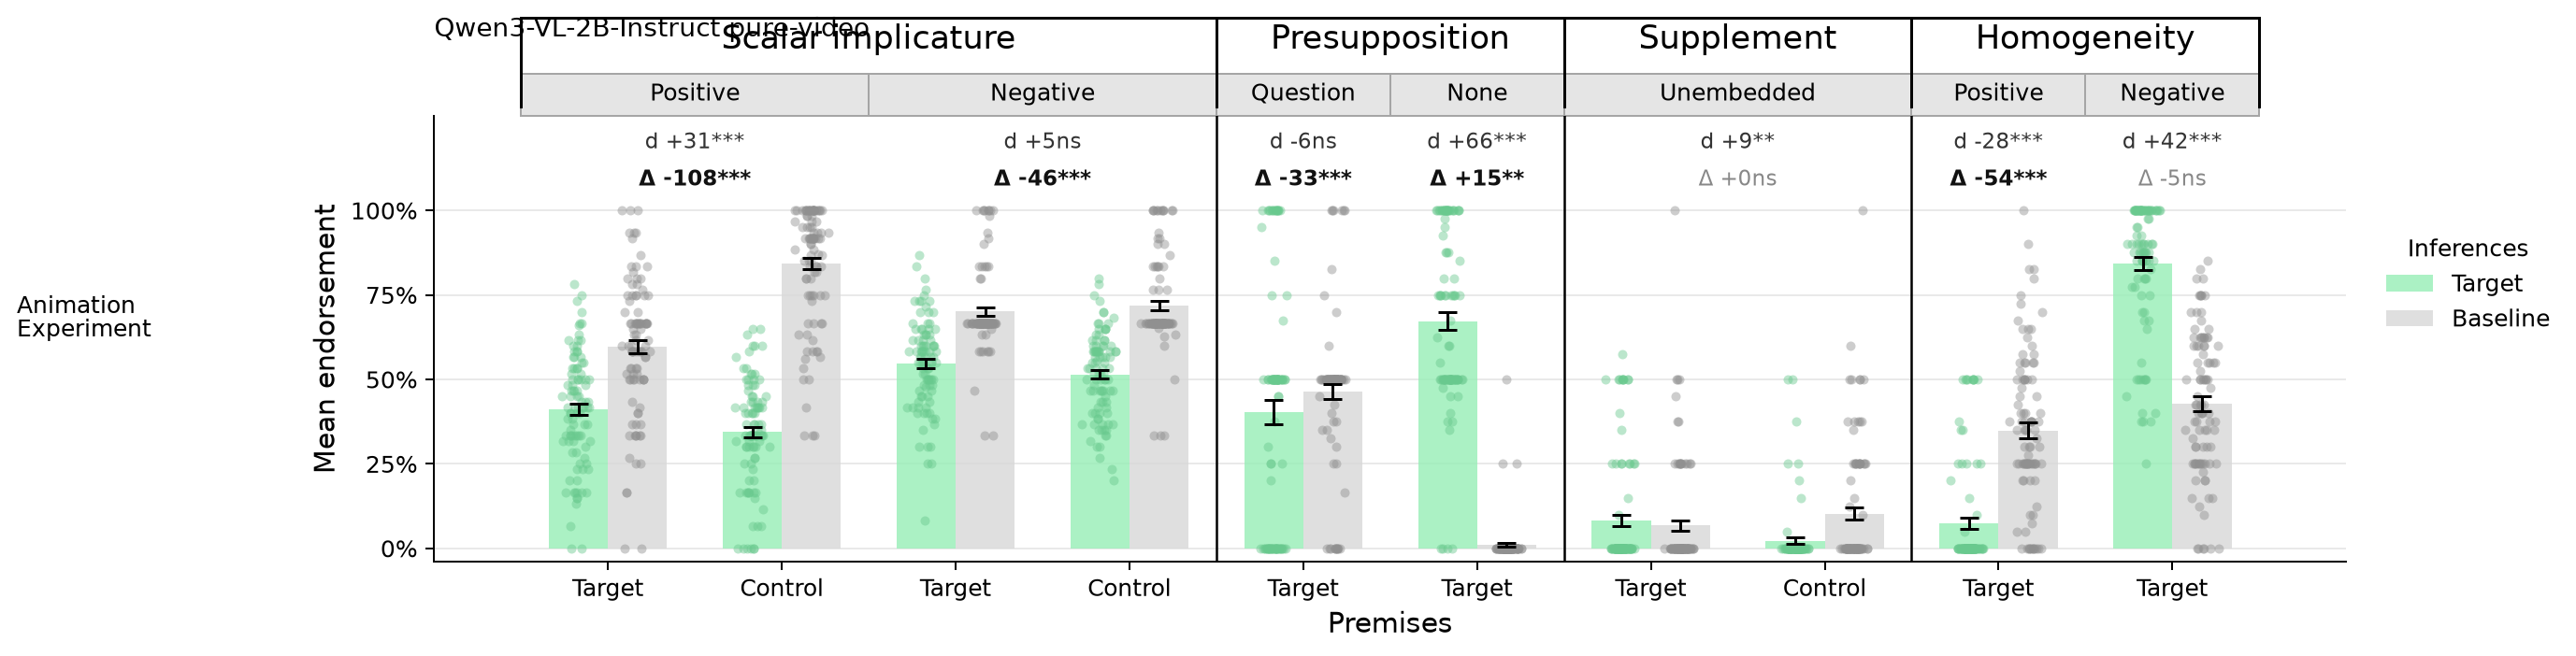 Qwen3-VL-2B-Instruct pure-video
Scalar Implicature Presupposition Supplement Homogeneity
Positive Negative Question None Unembedded Positive Negative
d +31*** d +5ns d -6ns d +66*** d +9** d -28*** d +42***
Δ -108*** Δ -46*** Δ -33*** Δ +15** Δ +0ns Δ -54*** Δ -5ns
Animation
Experiment
Mean endorsement
100%
75%
50%
25%
0%
Target Control Target Control Target Target Target Control Target Target
Premises
Inferences
Target
Baseline